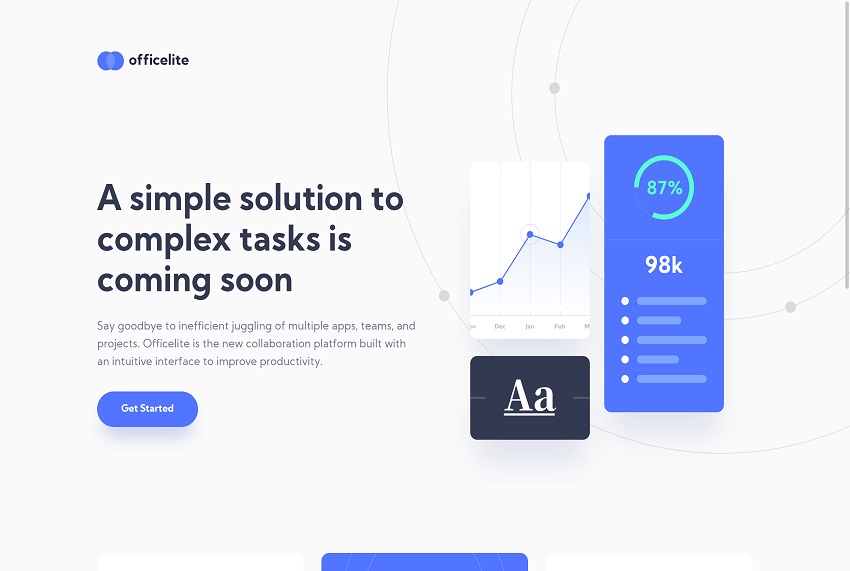 officelite
A simple solution to
complex tasks is
coming soon
Say goodbye to inefficient juggling of multiple apps, teams, and
projects. Officelite is the new collaboration platform built with
an intuitive interface to improve productivity.
Get Started
Dec Jan Feb
87%
98k
Aa